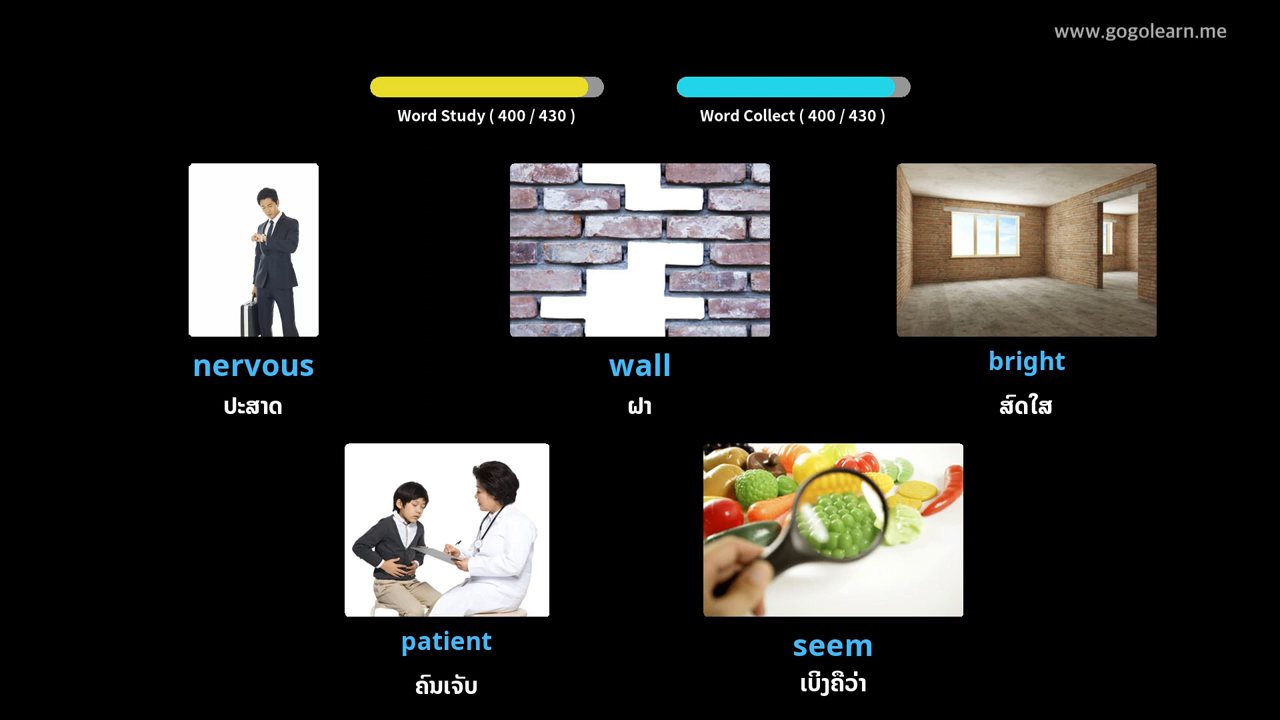 www.gogolearn.me
Word Study ( 400 / 430 )
Word Collect ( 400 / 430 )
nervous
ປະສາດ
wall
ຝາ
bright
ສົດໃສ
patient
ຄົນເຈັບ
seem
ເບິ່ງຄືວ່າ